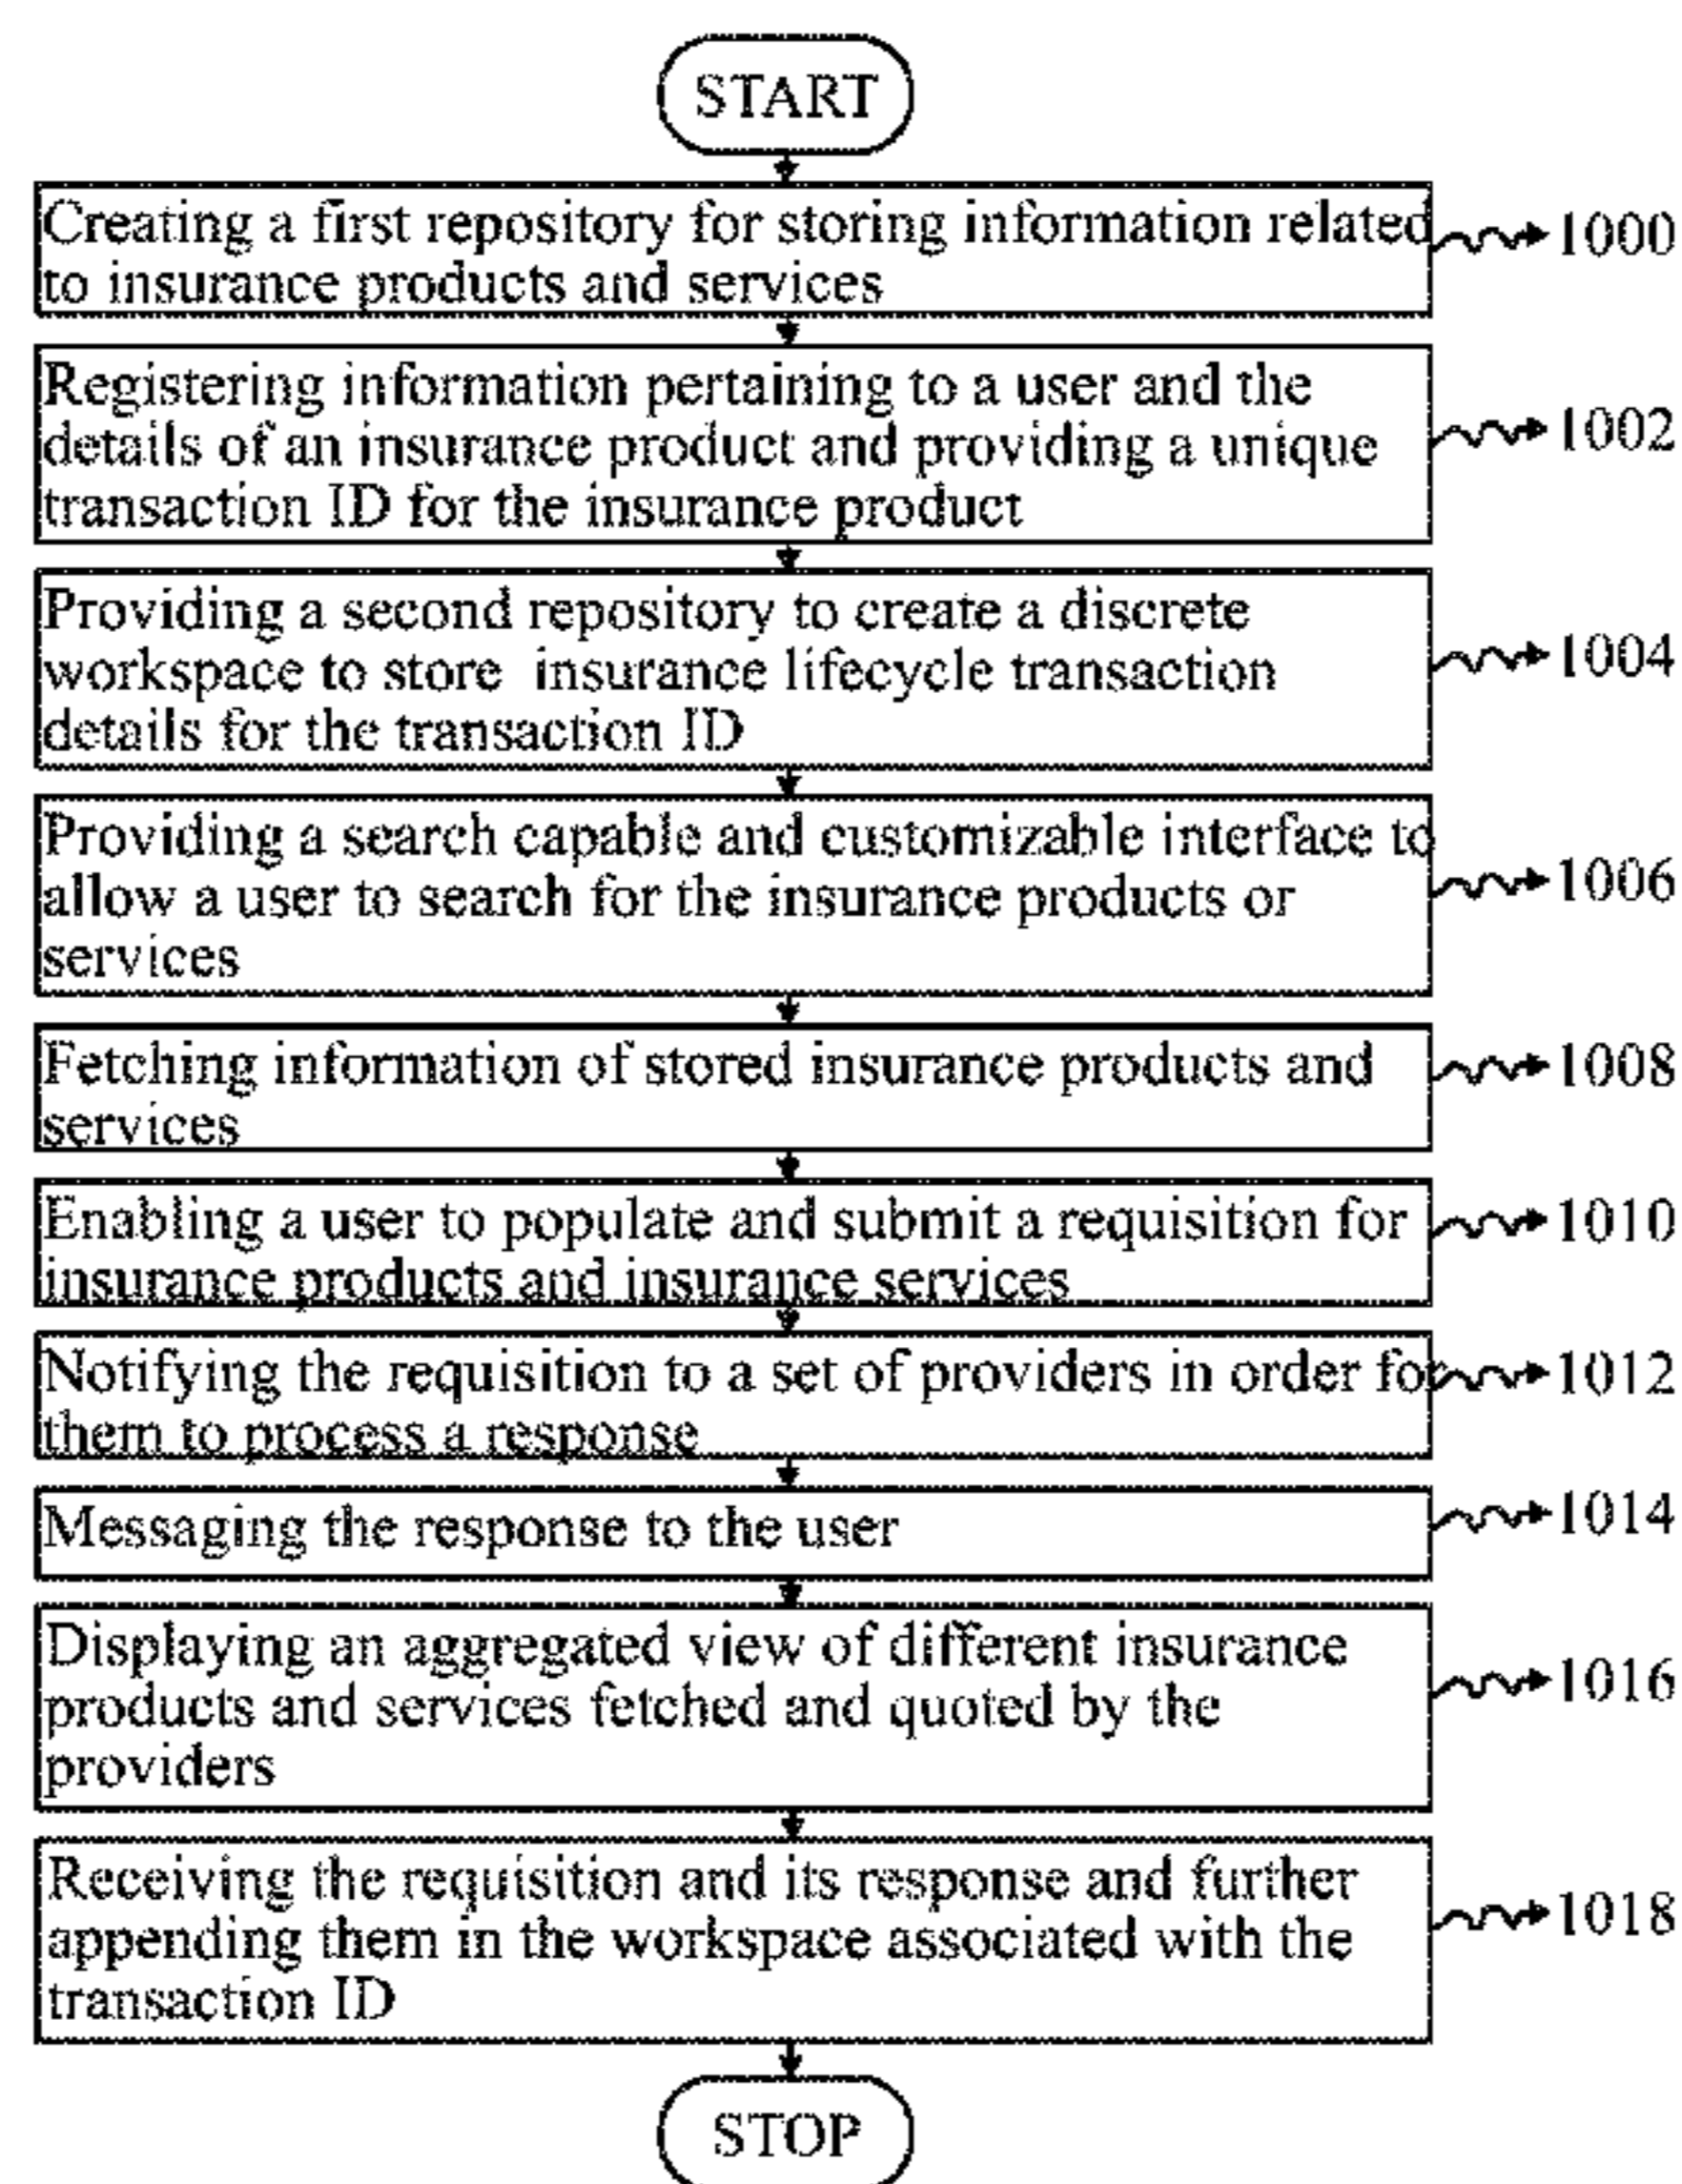 START
Creating a first repository for storing information related
to insurance products and services
1000
Registering information pertaining to a user and the
details of an insurance product and providing a unique
transaction ID for the insurance product
1002
Providing a second repository to create a discrete
workspace to store insurance lifecycle transaction
details for the transaction ID
1004
Providing a search capable and customizable interface to
allow a user to search for the insurance products or
services
1006
Fetching information of stored insurance products and
services
1008
Enabling a user to populate and submit a requisition for
insurance products and insurance services
1010
Notifying the requisition to a set of providers in order for
them to process a response
1012
Messaging the response to the user
1014
Displaying an aggregated view of different insurance
products and services fetched and quoted by the
providers
1016
Receiving the requisition and its response and further
appending them in the workspace associated with the
transaction ID
1018
STOP